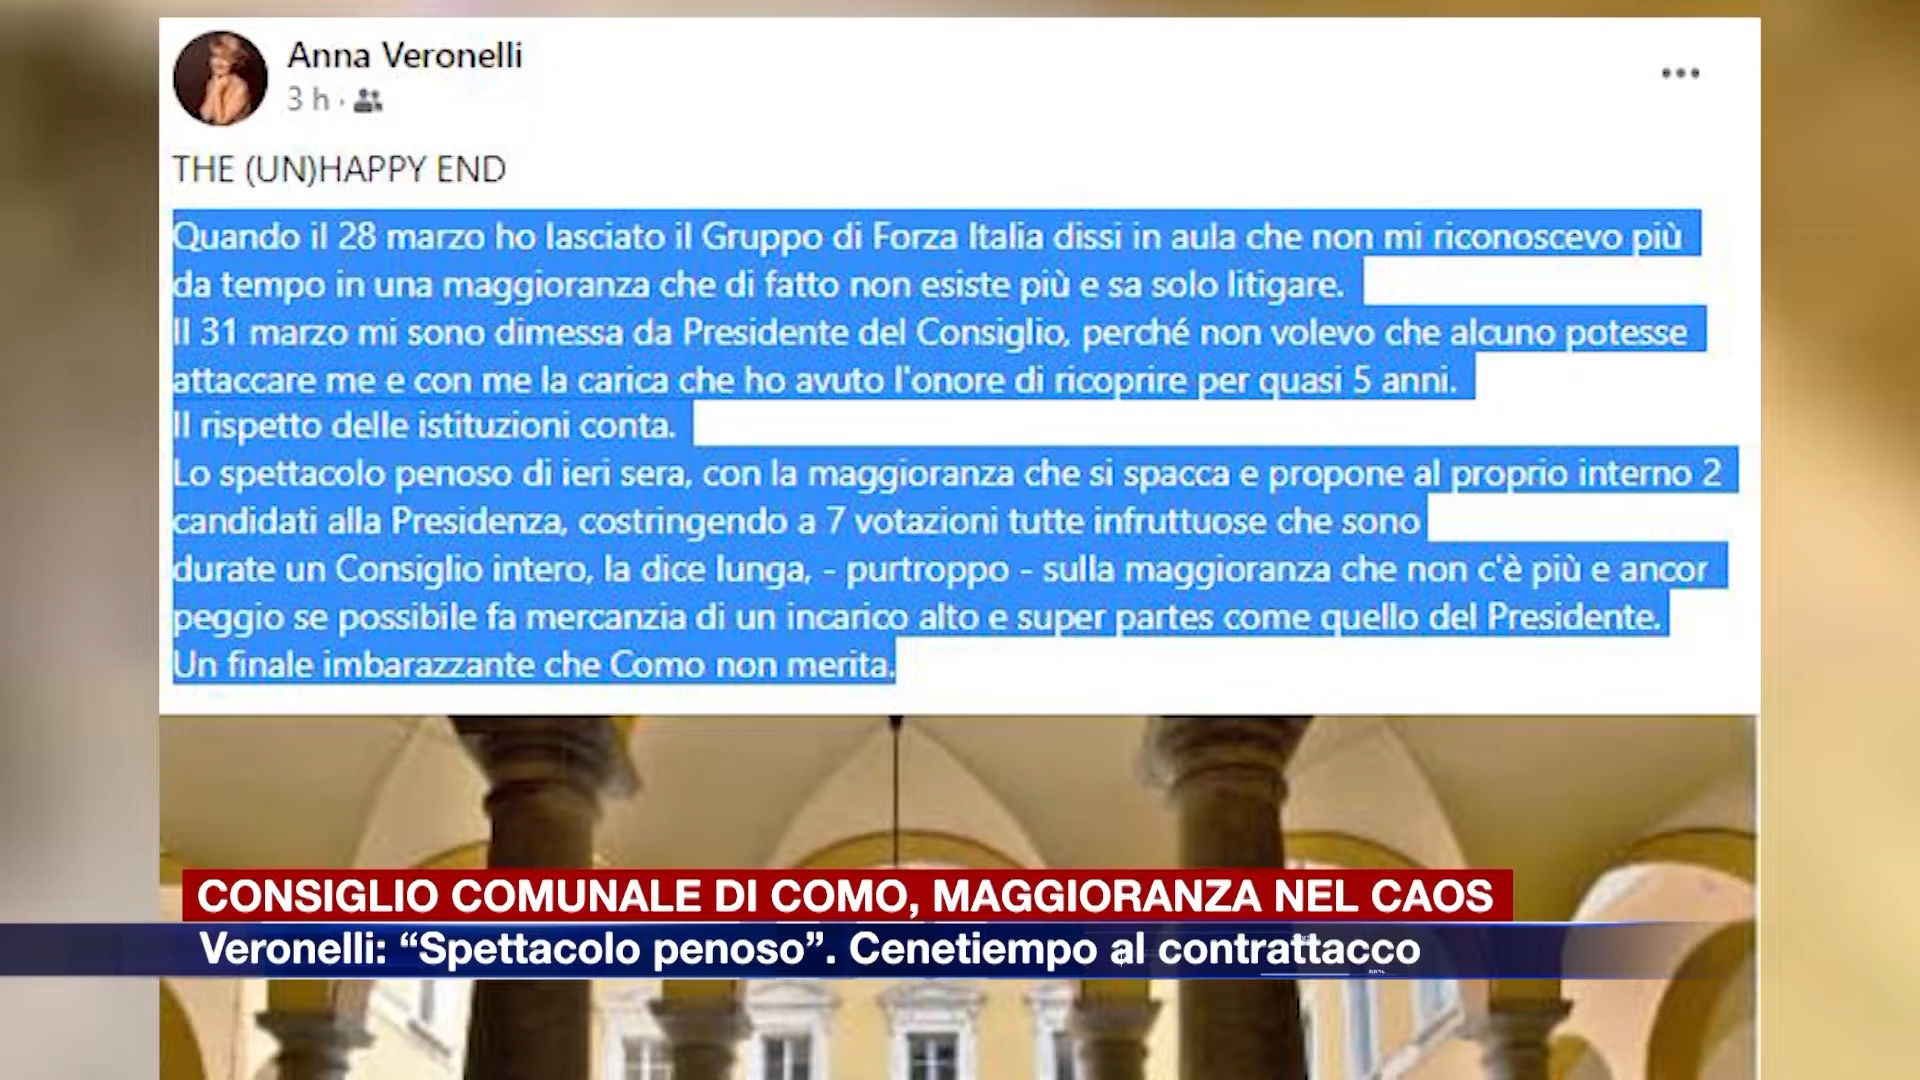 Anna Veronelli
3 h ·
THE (UN)HAPPY END
Quando il 28 marzo ho lasciato il Gruppo di Forza Italia dissi in aula che non mi riconoscevo più
da tempo in una maggioranza che di fatto non esiste più e sa solo litigare.
Il 31 marzo mi sono dimessa da Presidente del Consiglio, perché non volevo che alcuno potesse
attaccare me e con me la carica che ho avuto l'onore di ricoprire per quasi 5 anni.
Il rispetto delle istituzioni conta.
Lo spettacolo penoso di ieri sera, con la maggioranza che si spacca e propone al proprio interno 2
candidati alla Presidenza, costringendo a 7 votazioni tutte infruttuose che sono
durate un Consiglio intero, la dice lunga, - purtroppo - sulla maggioranza che non c'è più e ancor
peggio se possibile fa mercanzia di un incarico alto e super partes come quello del Presidente.
Un finale imbarazzante che Como non merita.
CONSIGLIO COMUNALE DI COMO, MAGGIORANZA NEL CAOS
Veronelli: “Spettacolo penoso”. Cenetiempo al contrattacco